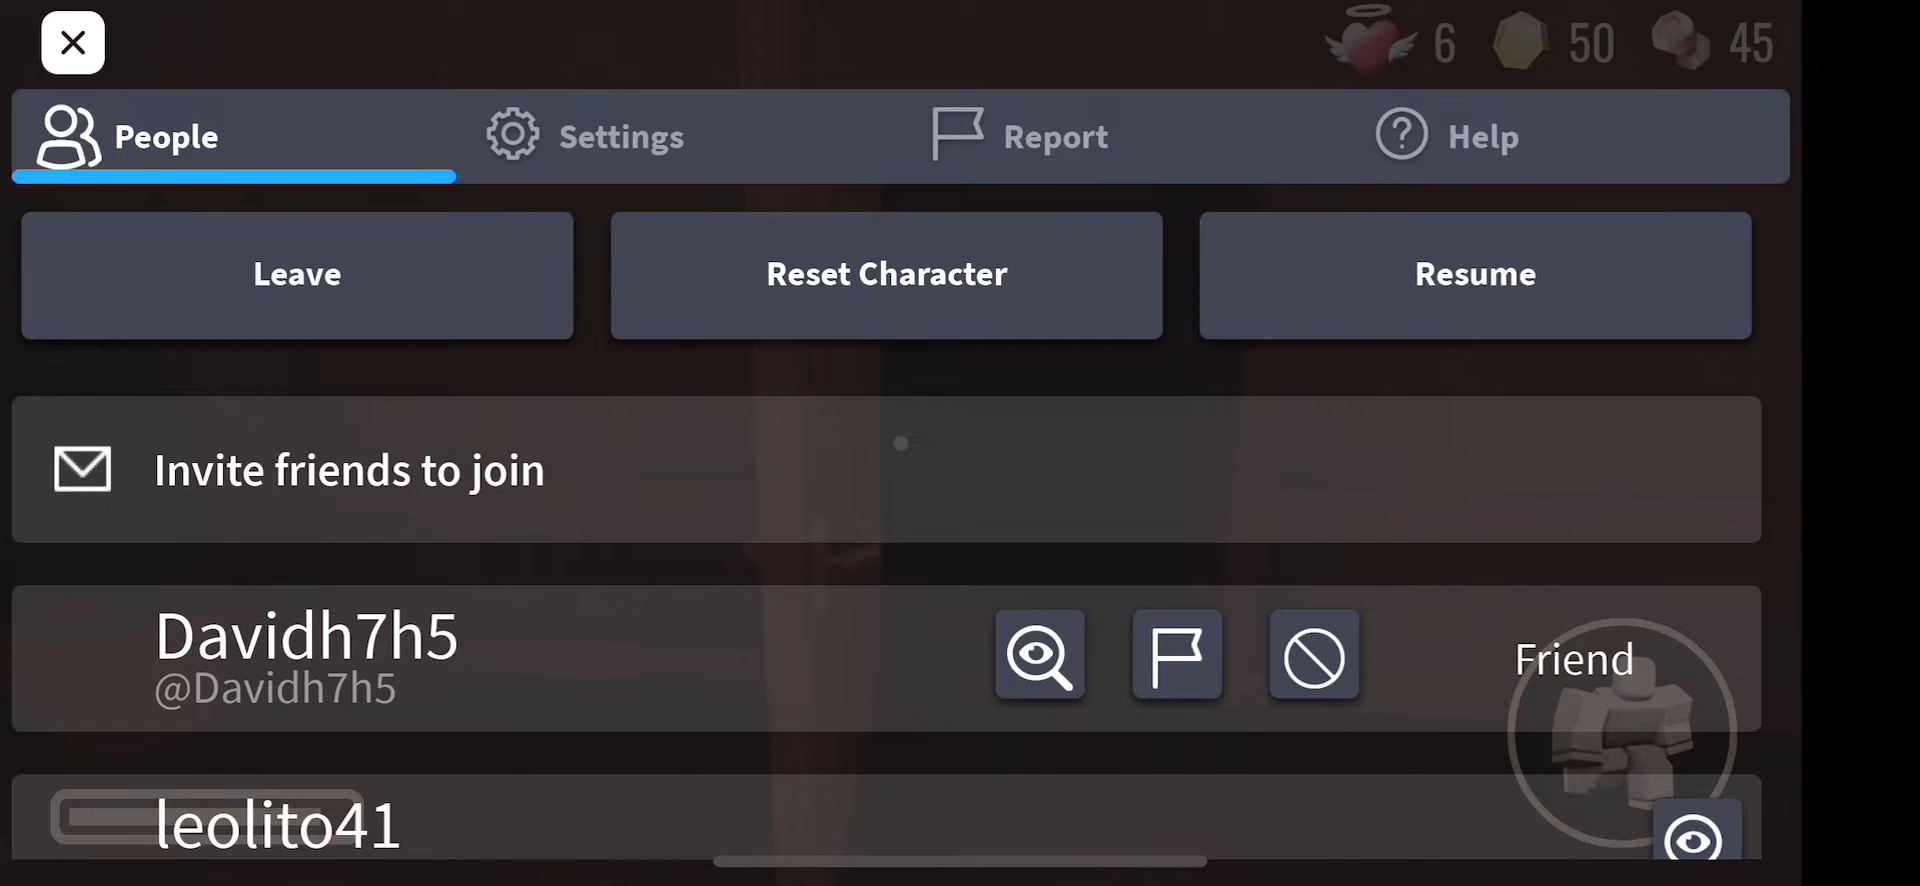 6 50 45
People Settings Report Help
Leave Reset Character Resume
Invite friends to join
Davidh7h5
@Davidh7h5
Friend
leolito41